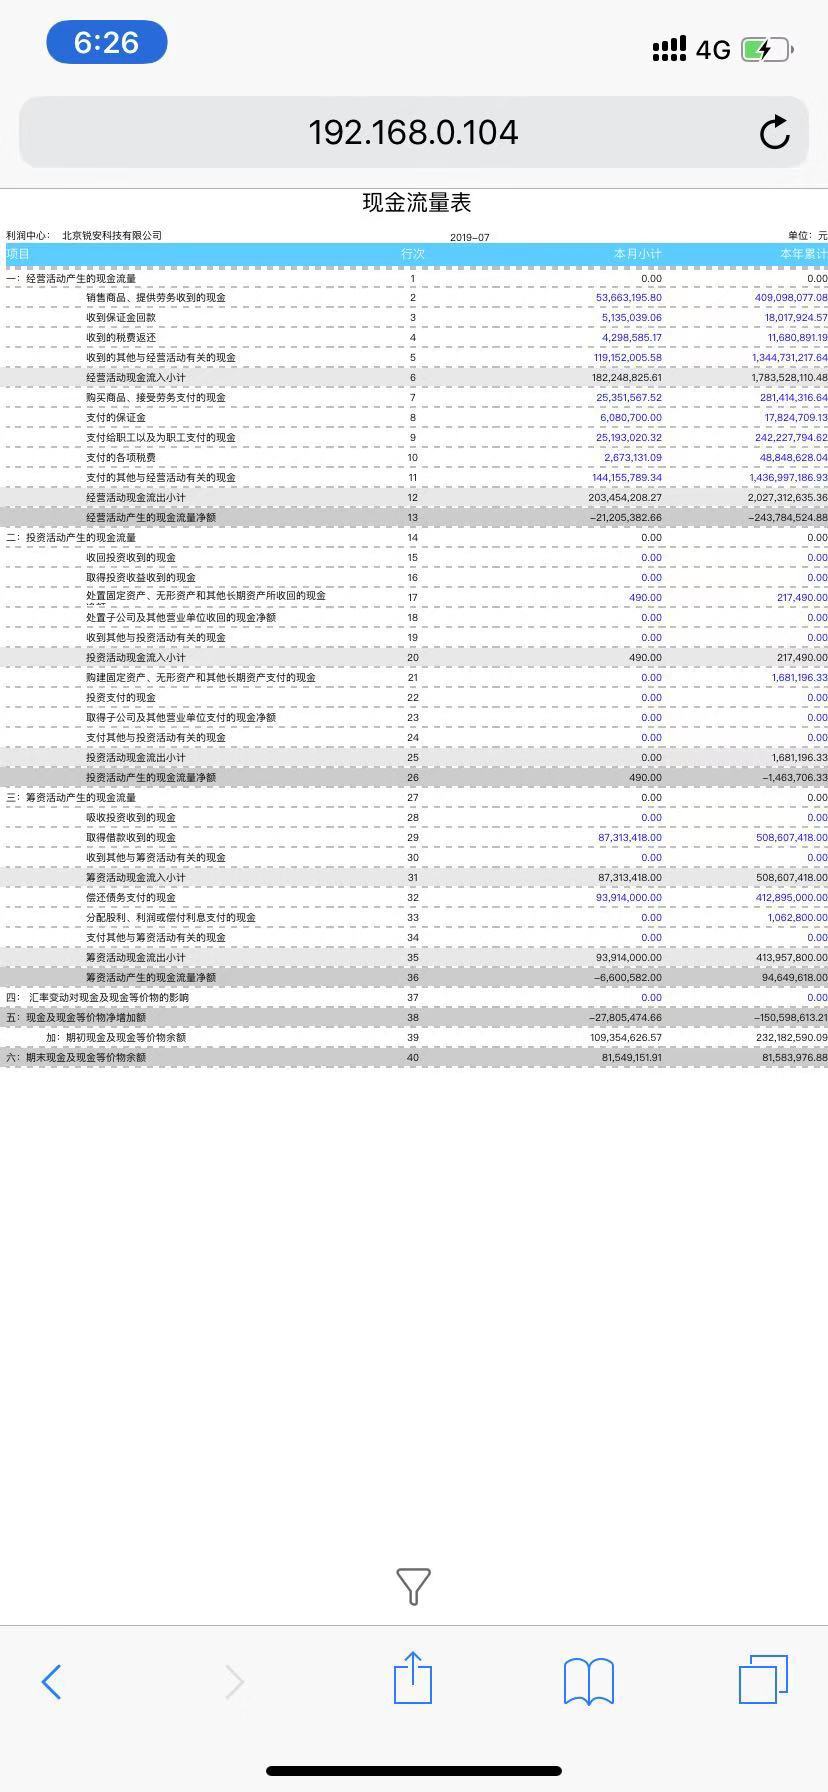 6:26
4G
192.168.0.104
现金流量表
利润中心： 北京锐安科技有限公司 2019-07 单位：元
项目 行次 本月小计 本年累计
一：经营活动产生的现金流量 1 0.00 0.00
销售商品、提供劳务收到的现金 2 53,663,195.80 409,098,077.08
收到保证金回款 3 5,135,039.06 18,017,924.57
收到的税费返还 4 4,298,585.17 11,680,891.19
收到的其他与经营活动有关的现金 5 119,152,005.58 1,344,731,217.64
经营活动现金流入小计 6 182,248,825.61 1,783,528,110.48
购买商品、接受劳务支付的现金 7 25,351,567.52 281,414,316.64
支付的保证金 8 6,080,700.00 17,824,709.13
支付给职工以及为职工支付的现金 9 25,193,020.32 242,227,794.62
支付的各项税费 10 2,673,131.09 48,848,628.04
支付的其他与经营活动有关的现金 11 144,155,789.34 1,436,997,186.93
经营活动现金流出小计 12 203,454,208.27 2,027,312,635.36
经营活动产生的现金流量净额 13 -21,205,382.66 -243,784,524.88
二：投资活动产生的现金流量 14 0.00 0.00
收回投资收到的现金 15 0.00 0.00
取得投资收益收到的现金 16 0.00 0.00
处置固定资产、无形资产和其他长期资产所收回的现金 17 490.00 217,490.00
处置子公司及其他营业单位收回的现金净额 18 0.00 0.00
收到其他与投资活动有关的现金 19 0.00 0.00
投资活动现金流入小计 20 490.00 217,490.00
购建固定资产、无形资产和其他长期资产支付的现金 21 0.00 1,681,196.33
投资支付的现金 22 0.00 0.00
取得子公司及其他营业单位支付的现金净额 23 0.00 0.00
支付其他与投资活动有关的现金 24 0.00 0.00
投资活动现金流出小计 25 0.00 1,681,196.33
投资活动产生的现金流量净额 26 490.00 -1,463,706.33
三：筹资活动产生的现金流量 27 0.00 0.00
吸收投资收到的现金 28 0.00 0.00
取得借款收到的现金 29 87,313,418.00 508,607,418.00
收到其他与筹资活动有关的现金 30 0.00 0.00
筹资活动现金流入小计 31 87,313,418.00 508,607,418.00
偿还债务支付的现金 32 93,914,000.00 412,895,000.00
分配股利、利润或偿付利息支付的现金 33 0.00 1,062,800.00
支付其他与筹资活动有关的现金 34 0.00 0.00
筹资活动现金流出小计 35 93,914,000.00 413,957,800.00
筹资活动产生的现金流量净额 36 -6,600,582.00 94,649,618.00
四： 汇率变动对现金及现金等价物的影响 37 0.00 0.00
五：现金及现金等价物净增加额 38 -27,805,474.66 -150,598,613.21
加：期初现金及现金等价物余额 39 109,354,626.57 232,182,590.09
六：期末现金及现金等价物余额 40 81,549,151.91 81,583,976.88